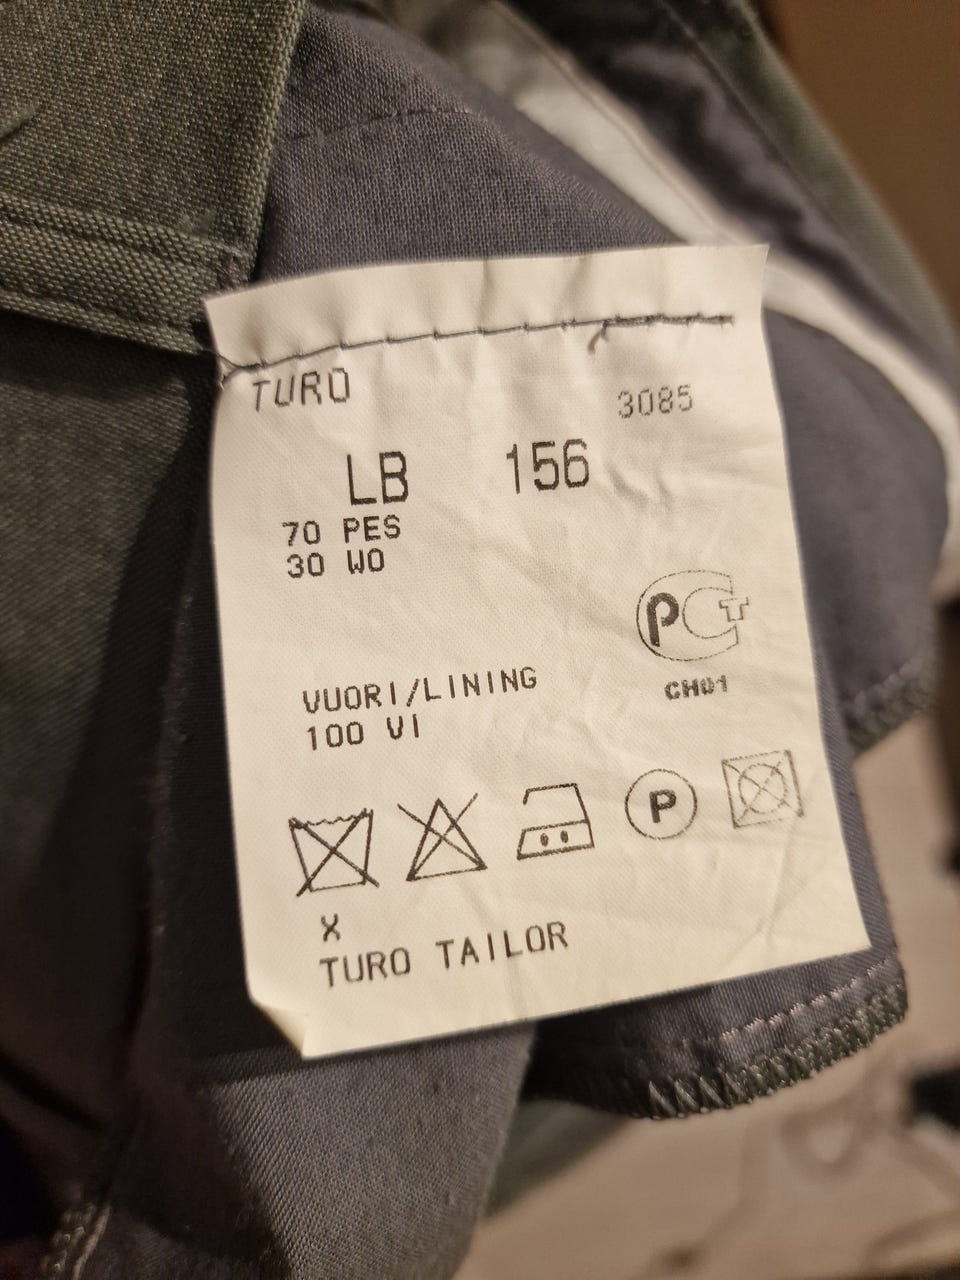 TURO
3085
LB 156
70 PES
30 WO
PCT
CH01
VUORI/LINING
100 VI
P
X
TURO TAILOR